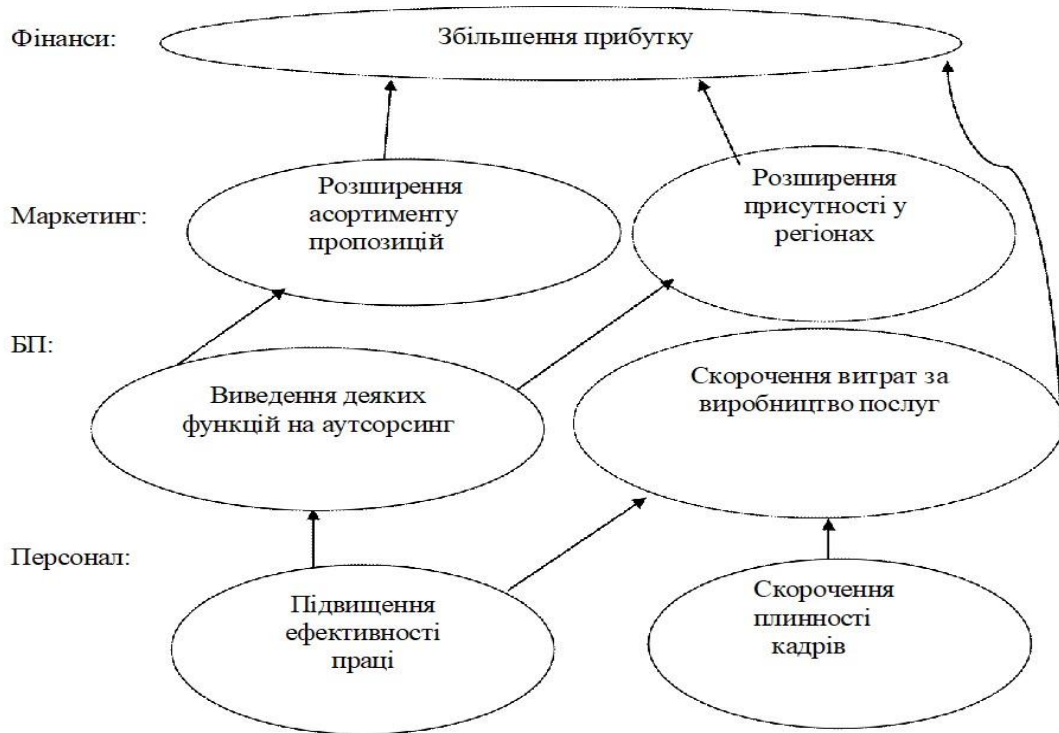 Фінанси:
Збільшення прибутку
Маркетинг:
Розширення
асортименту
пропозицій
Розширення
присутності у
регіонах
БП:
Виведення деяких
функцій на аутсорсинг
Скорочення витрат за
виробництво послуг
Персонал:
Підвищення
ефективності
праці
Скорочення
плинності
кадрів